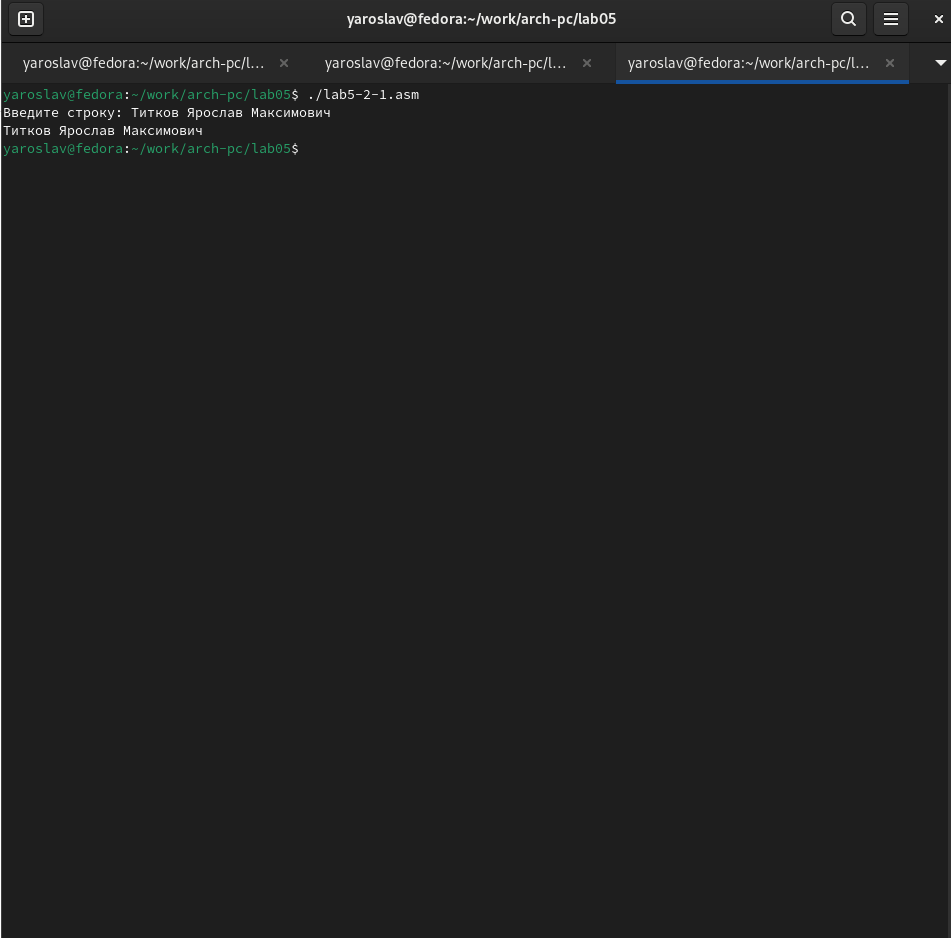 yaroslav@fedora:~/work/arch-pc/lab05
yaroslav@fedora:~/work/arch-pc/l...
yaroslav@fedora:~/work/arch-pc/l...
yaroslav@fedora:~/work/arch-pc/l...
yaroslav@fedora:~/work/arch-pc/lab05$ ./lab5-2-1.asm
Введите строку: Титков Ярослав Максимович
Титков Ярослав Максимович
yaroslav@fedora:~/work/arch-pc/lab05$